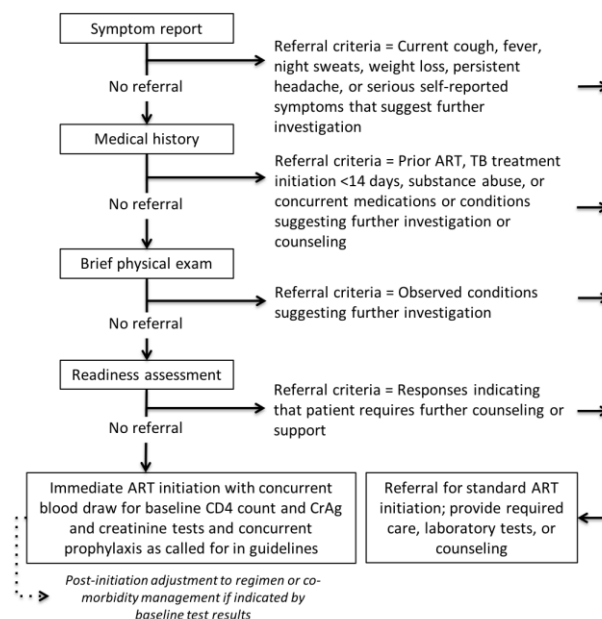 Symptom report
Referral criteria = Current cough, fever,
night sweats, weight loss, persistent
headache, or serious self-reported
symptoms that suggest further
investigation
No referral
Medical history
Referral criteria = Prior ART, TB treatment
initiation <14 days, substance abuse, or
concurrent medications or conditions
suggesting further investigation or
counseling
No referral
Brief physical exam
Referral criteria = Observed conditions
suggesting further investigation
No referral
Readiness assessment
Referral criteria = Responses indicating
that patient requires further counseling or
support
No referral
Immediate ART initiation with concurrent
blood draw for baseline CD4 count and CrAg
and creatinine tests and concurrent
prophylaxis as called for in guidelines
Referral for standard ART
initiation; provide required
care, laboratory tests, or
counseling
Post-initiation adjustment to regimen or co-
morbidity management if indicated by
baseline test results